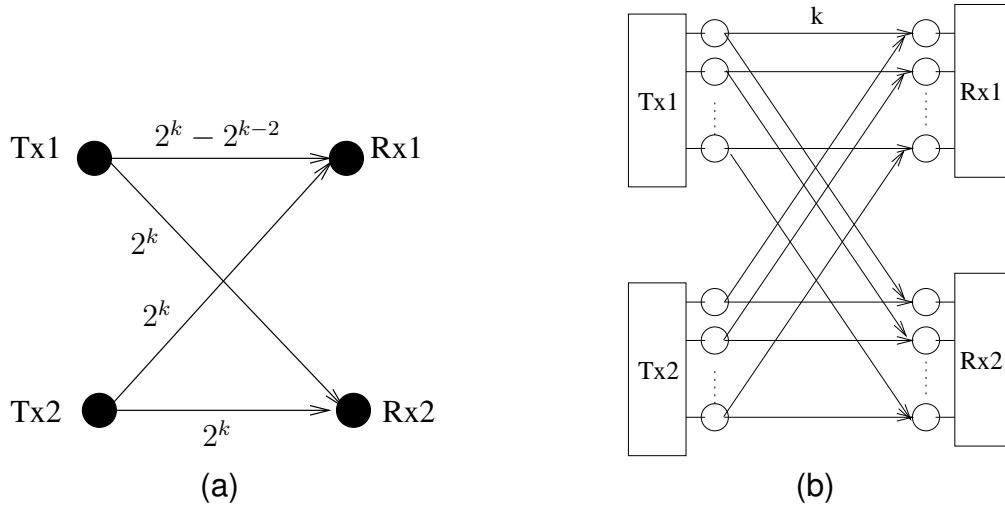 Tx1
2^k − 2^{k−2}
Rx1
2^k
2^k
Tx2
2^k
Rx2
(a)
k
Tx1
Rx1
Tx2
Rx2
(b)